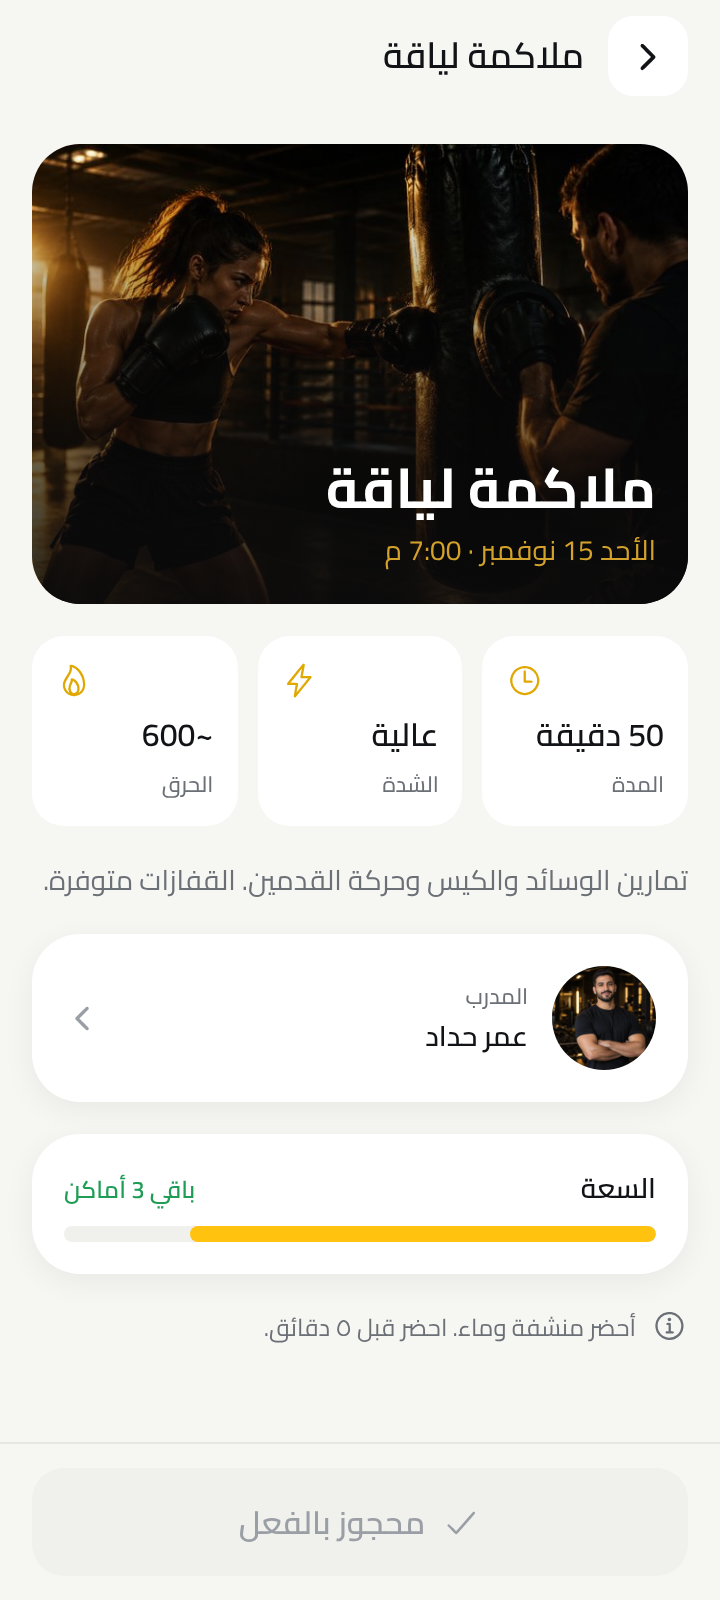 ملاكمة لياقة
ملاكمة لياقة
الأحد 15 نوفمبر · 7:00 م
50 دقيقة
المدة
عالية
الشدة
~600
الحرق
تمارين الوسائد والكيس وحركة القدمين. القفازات متوفرة.
المدرب
عمر حداد
السعة
باقي 3 أماكن
أحضر منشفة وماء. احضر قبل ٥ دقائق.
محجوز بالفعل